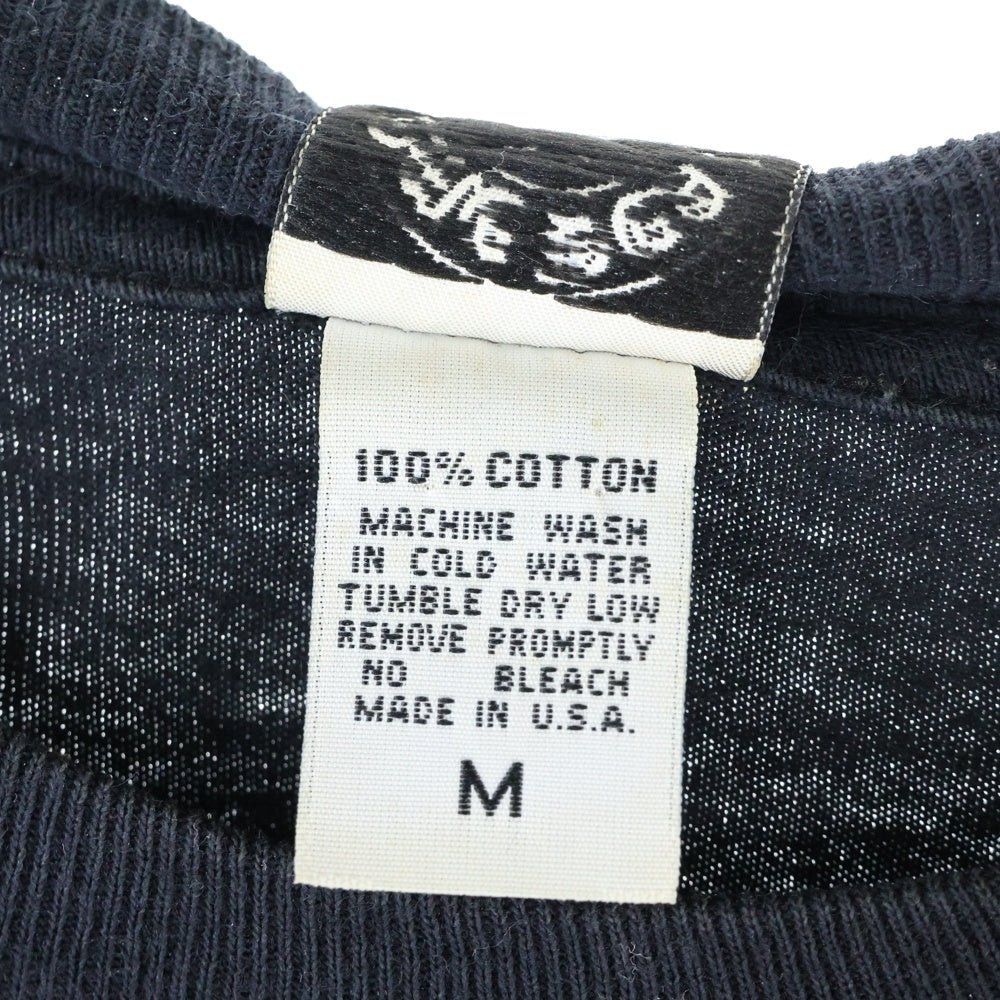 100% COTTON
MACHINE WASH
IN COLD WATER
TUMBLE DRY LOW
REMOVE PROMPTLY
NO BLEACH
MADE IN U.S.A.
M